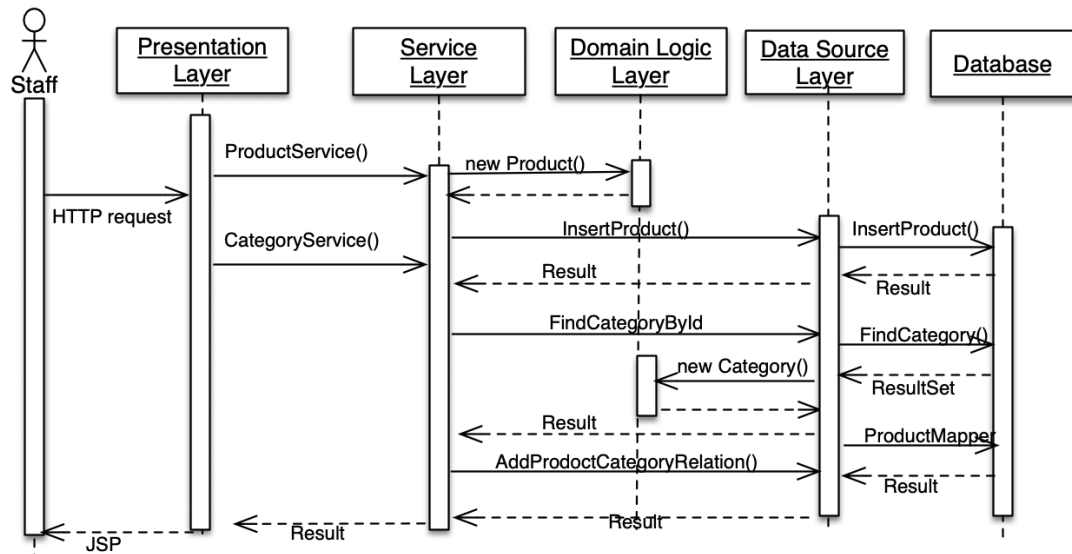 Staff
Presentation
Layer
Service
Layer
Domain Logic
Layer
Data Source
Layer
Database
ProductService()
new Product()
HTTP request
InsertProduct()
InsertProduct()
CategoryService()
Result
Result
FindCategoryById
FindCategory()
new Category()
ResultSet
Result
ProductMapper
AddProdoctCategoryRelation()
Result
Result
Result
JSP